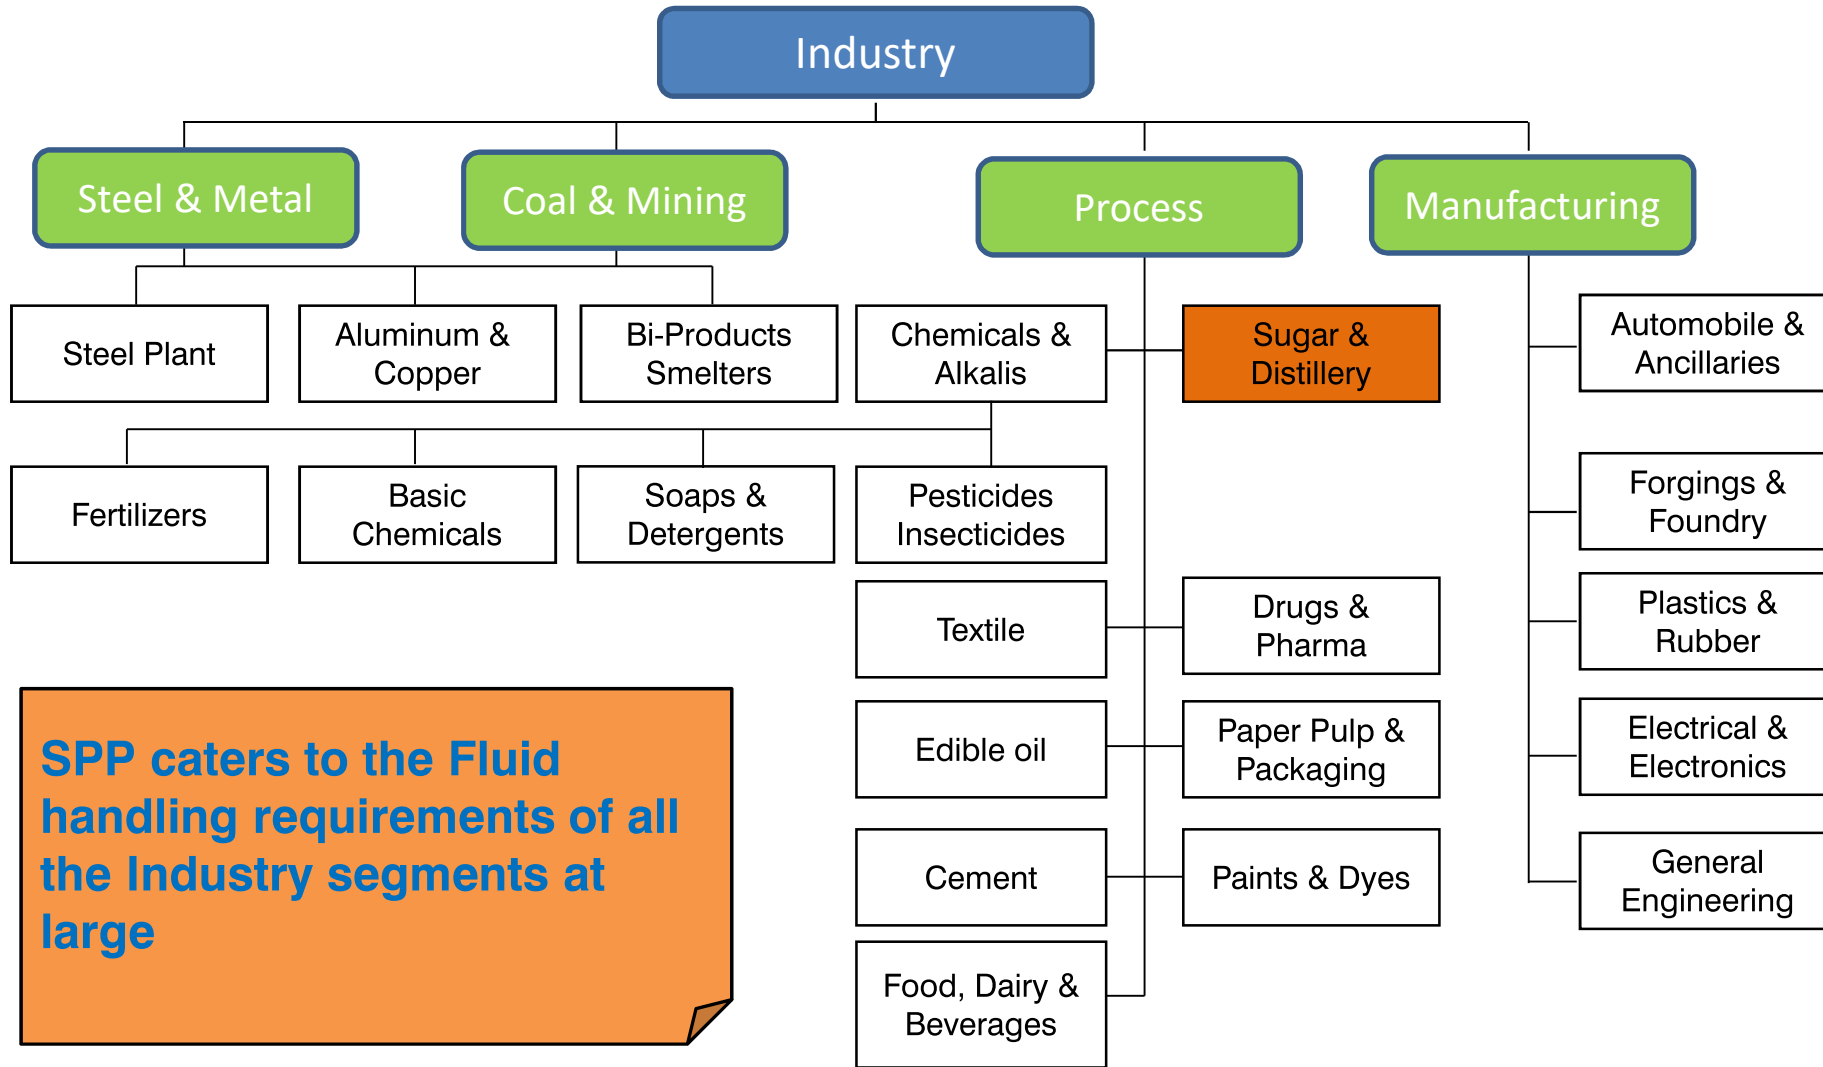 Industry
Steel & Metal
Coal & Mining
Process
Manufacturing
Steel Plant
Aluminum &
Copper
Bi-Products
Smelters
Chemicals &
Alkalis
Sugar &
Distillery
Automobile &
Ancillaries
Fertilizers
Basic
Chemicals
Soaps &
Detergents
Pesticides
Insecticides
Forgings &
Foundry
Textile
Drugs &
Pharma
Plastics &
Rubber
Edible oil
Paper Pulp &
Packaging
Electrical &
Electronics
Cement
Paints & Dyes
General
Engineering
Food, Dairy &
Beverages
SPP caters to the Fluid
handling requirements of all
the Industry segments at
large